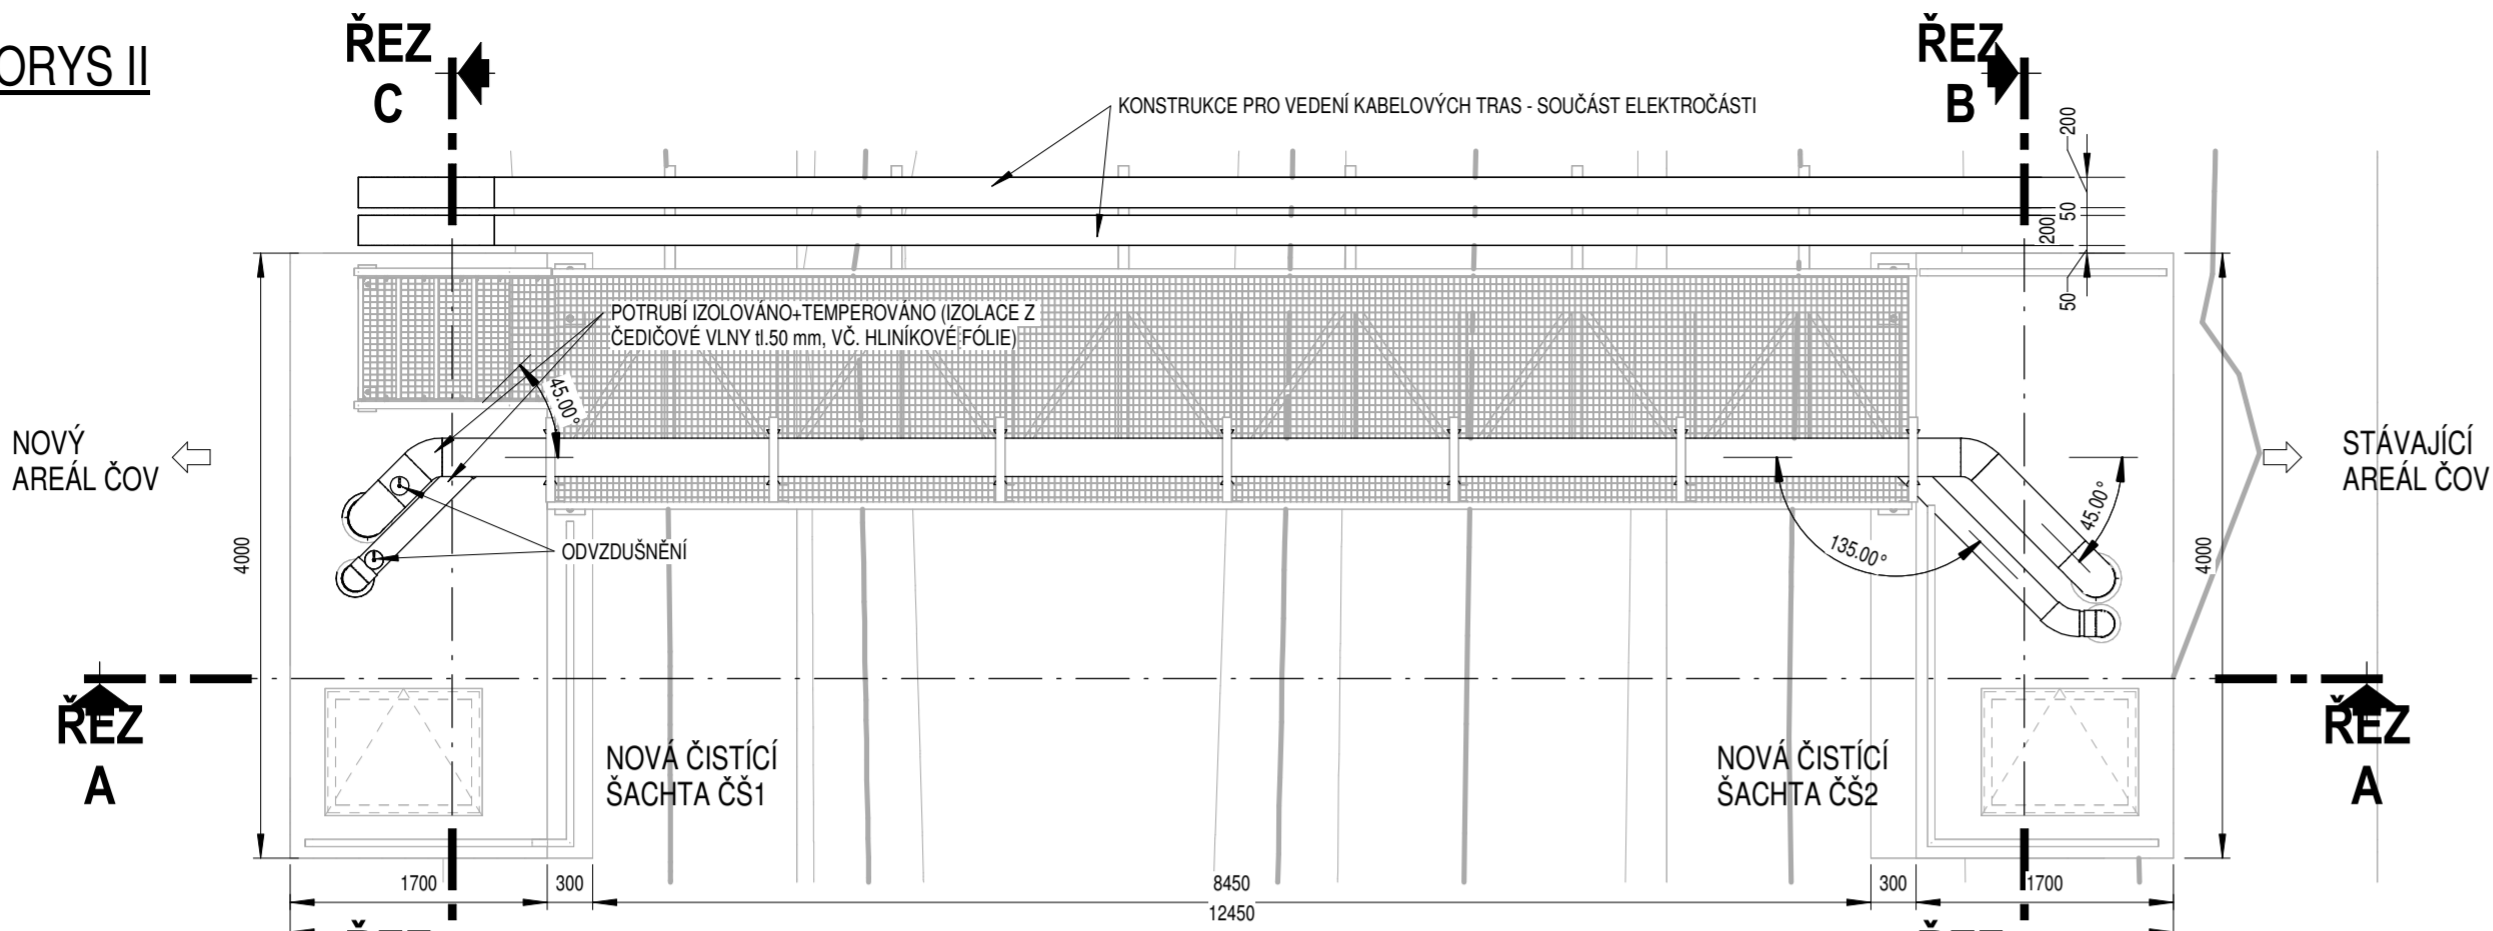 ORYS II
ŘEZ
C
ŘEZ
B
KONSTRUKCE PRO VEDENÍ KABELOVÝCH TRAS - SOUČÁST ELEKTROČÁSTI
200
50
200
50
POTRUBÍ IZOLOVÁNO+TEMPEROVÁNO (IZOLACE Z
ČEDIČOVÉ VLNY tl.50 mm, VČ. HLINÍKOVÉ FÓLIE)
45.00°
NOVÝ
AREÁL ČOV
STÁVAJÍCÍ
AREÁL ČOV
45.00°
135.00°
ODVZDUŠNĚNÍ
4000
4000
ŘEZ
A
ŘEZ
A
NOVÁ ČISTÍCÍ
ŠACHTA ČŠ1
NOVÁ ČISTÍCÍ
ŠACHTA ČŠ2
1700
300
8450
300
1700
12450